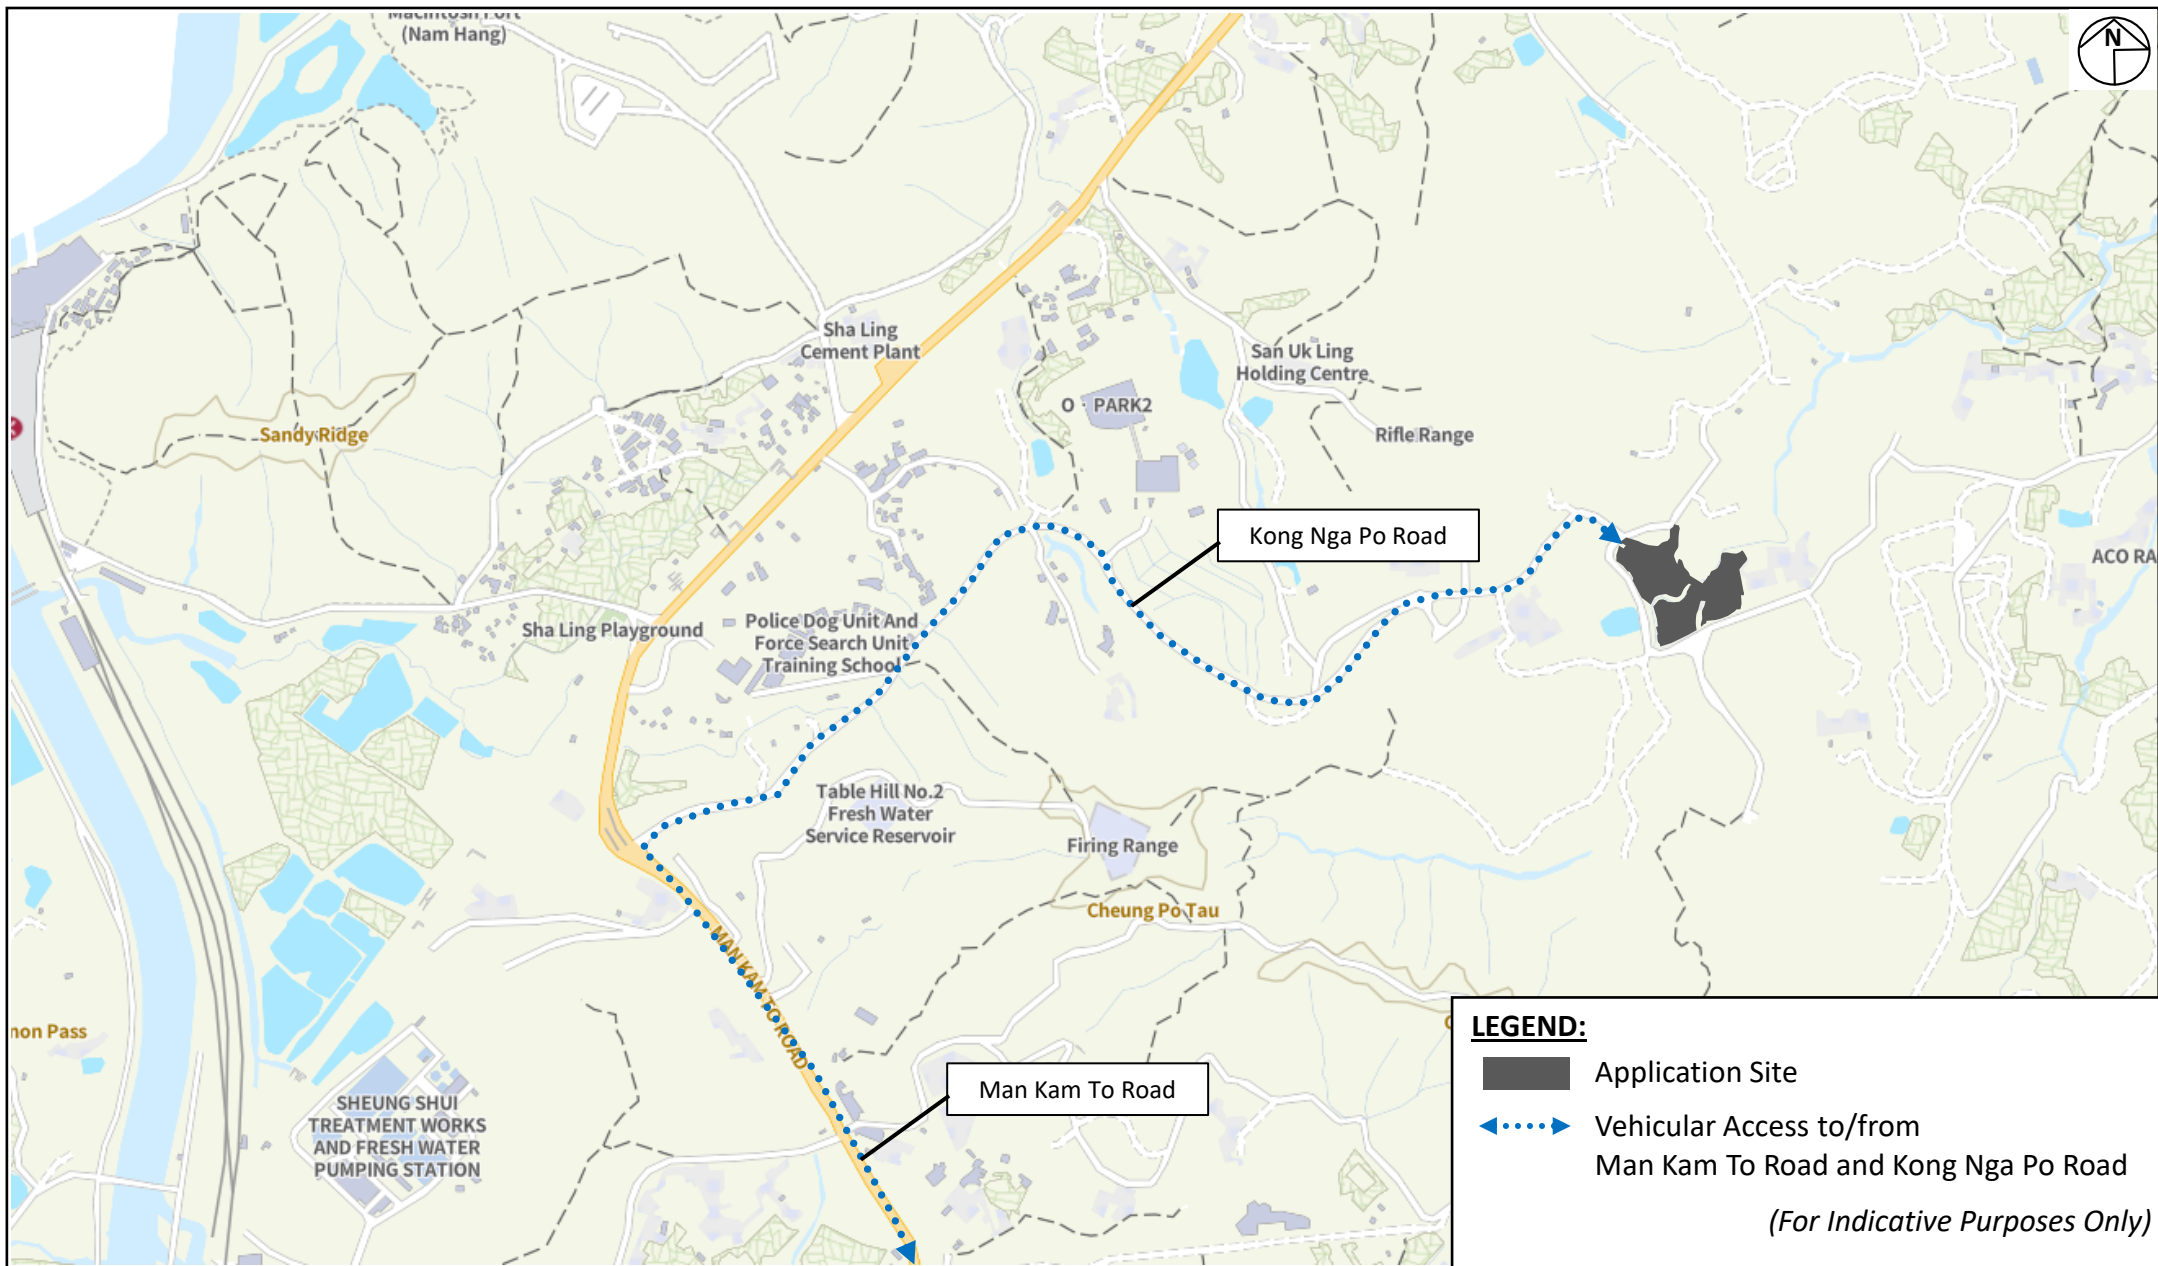 Macintosh Fort
(Nam Hang)
N
Sha Ling
Cement Plant
San Uk Ling
Holding Centre
O · PARK2
Rifle Range
Sandy Ridge
Kong Nga Po Road
ACO RA
Sha Ling Playground
Police Dog Unit And
Force Search Unit
Training School
Table Hill No.2
Fresh Water
Service Reservoir
Firing Range
Cheung Po Tau
MAN KAM TO ROAD
non Pass
Man Kam To Road
SHEUNG SHUI
TREATMENT WORKS
AND FRESH WATER
PUMPING STATION
LEGEND:
Application Site
Vehicular Access to/from
Man Kam To Road and Kong Nga Po Road
(For Indicative Purposes Only)